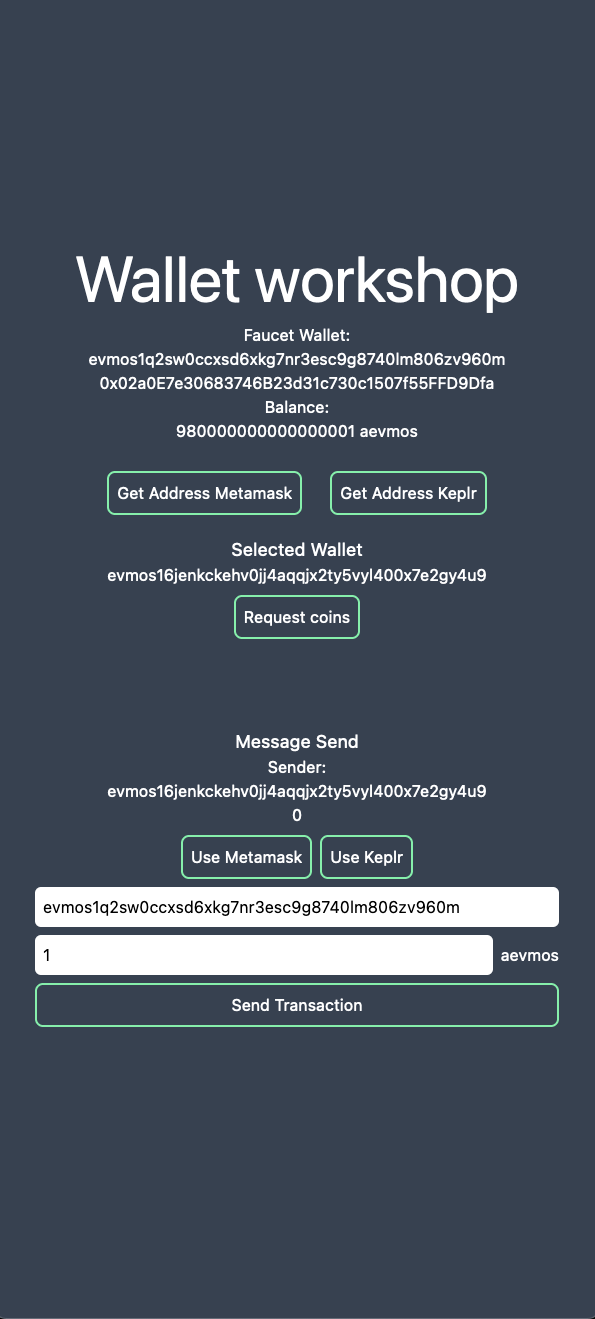 Wallet workshop
Faucet Wallet:
evmos1q2sw0ccxsd6xkg7nr3esc9g8740lm806zv960m
0x02a0E7e30683746B23d31c730c1507f55FFD9Dfa
Balance:
980000000000000001 aevmos
Get Address Metamask Get Address Keplr
Selected Wallet
evmos16jenkckehv0jj4aqqjx2ty5vyl400x7e2gy4u9
Request coins
Message Send
Sender:
evmos16jenkckehv0jj4aqqjx2ty5vyl400x7e2gy4u9
0
Use Metamask Use Keplr
evmos1q2sw0ccxsd6xkg7nr3esc9g8740lm806zv960m
1 aevmos
Send Transaction